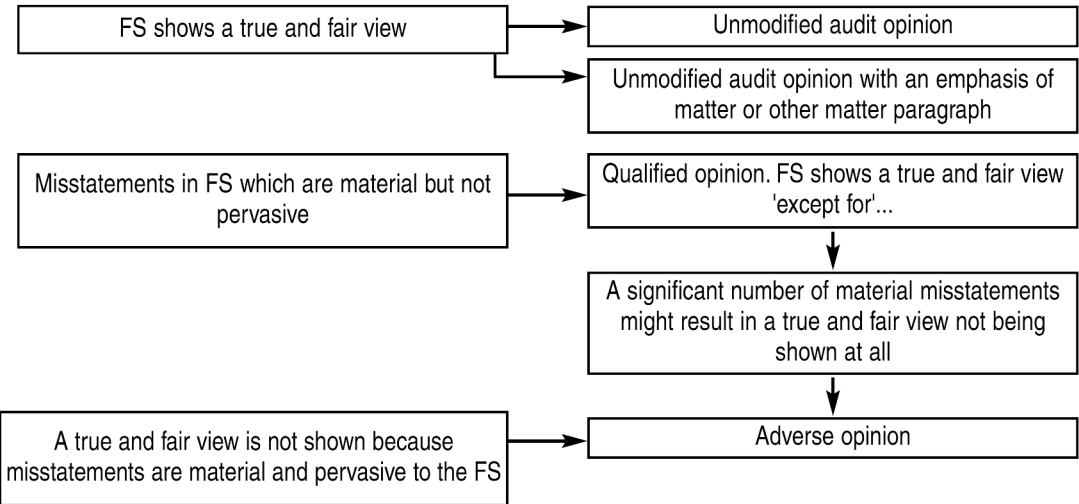 FS shows a true and fair view
Unmodified audit opinion
Unmodified audit opinion with an emphasis of
matter or other matter paragraph
Misstatements in FS which are material but not
pervasive
Qualified opinion. FS shows a true and fair view
'except for'...
A significant number of material misstatements
might result in a true and fair view not being
shown at all
A true and fair view is not shown because
misstatements are material and pervasive to the FS
Adverse opinion